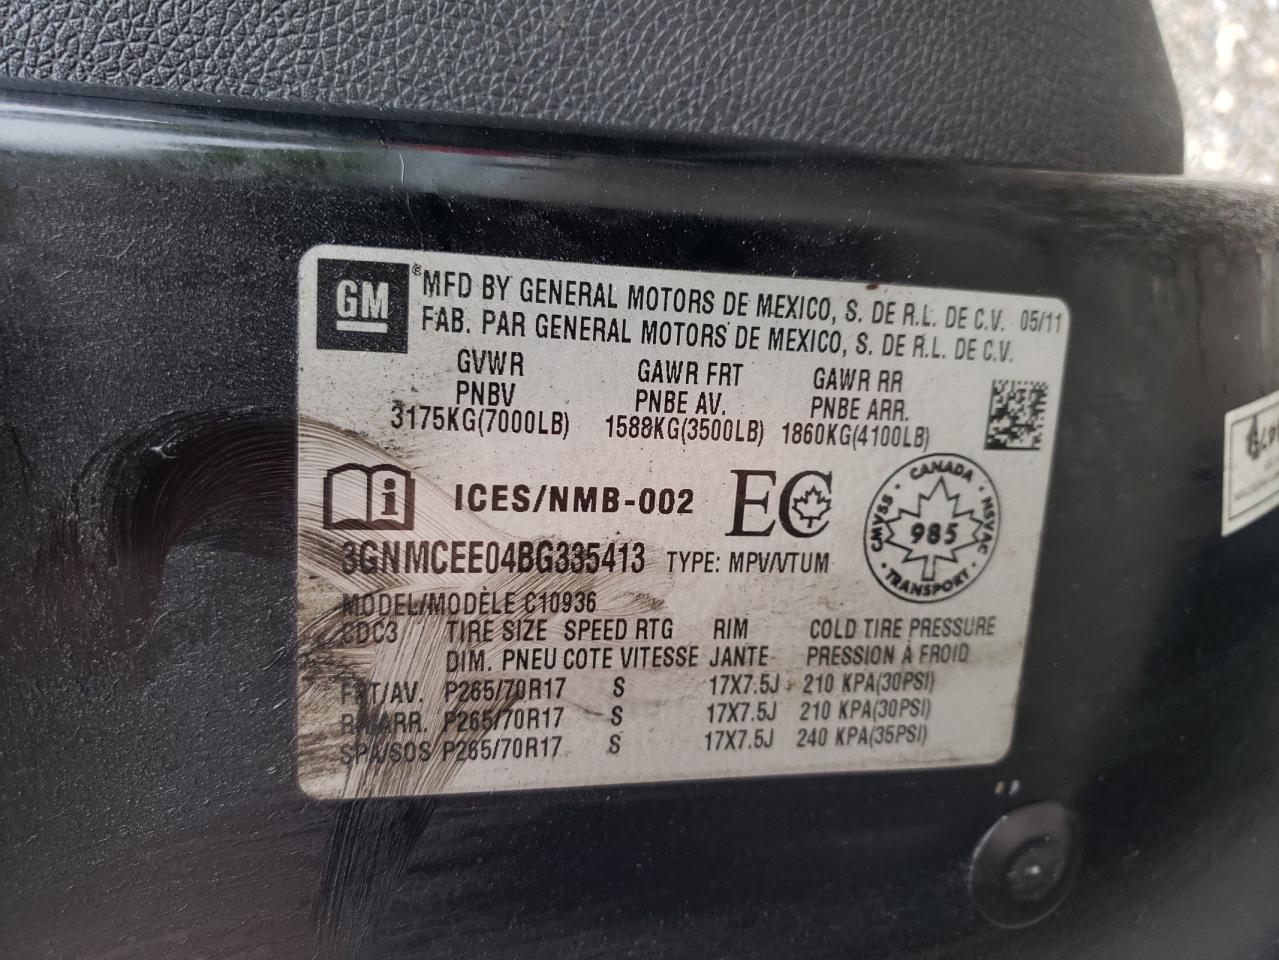 GM
® MFD BY GENERAL MOTORS DE MEXICO, S. DE R.L. DE C.V. 05/11
FAB. PAR GENERAL MOTORS DE MEXICO, S. DE R.L. DE C.V.
GVWR GAWR FRT GAWR RR
PNBV PNBE AV. PNBE ARR.
3175KG(7000LB) 1588KG(3500LB) 1860KG(4100LB)
i ICES/NMB-002 EC
CANADA
CMVSS 985 NSVAC
TRANSPORT
3GNMCEE04BG335413 TYPE: MPV/VTUM
MODEL/MODÈLE C10936
CDC3 TIRE SIZE SPEED RTG RIM COLD TIRE PRESSURE
DIM. PNEU COTE VITESSE JANTE PRESSION À FROID
FRT/AV. P265/70R17 S 17X7.5J 210 KPA(30PSI)
RR/ARR. P265/70R17 S 17X7.5J 210 KPA(30PSI)
SPA/SOS P265/70R17 S 17X7.5J 240 KPA(35PSI)